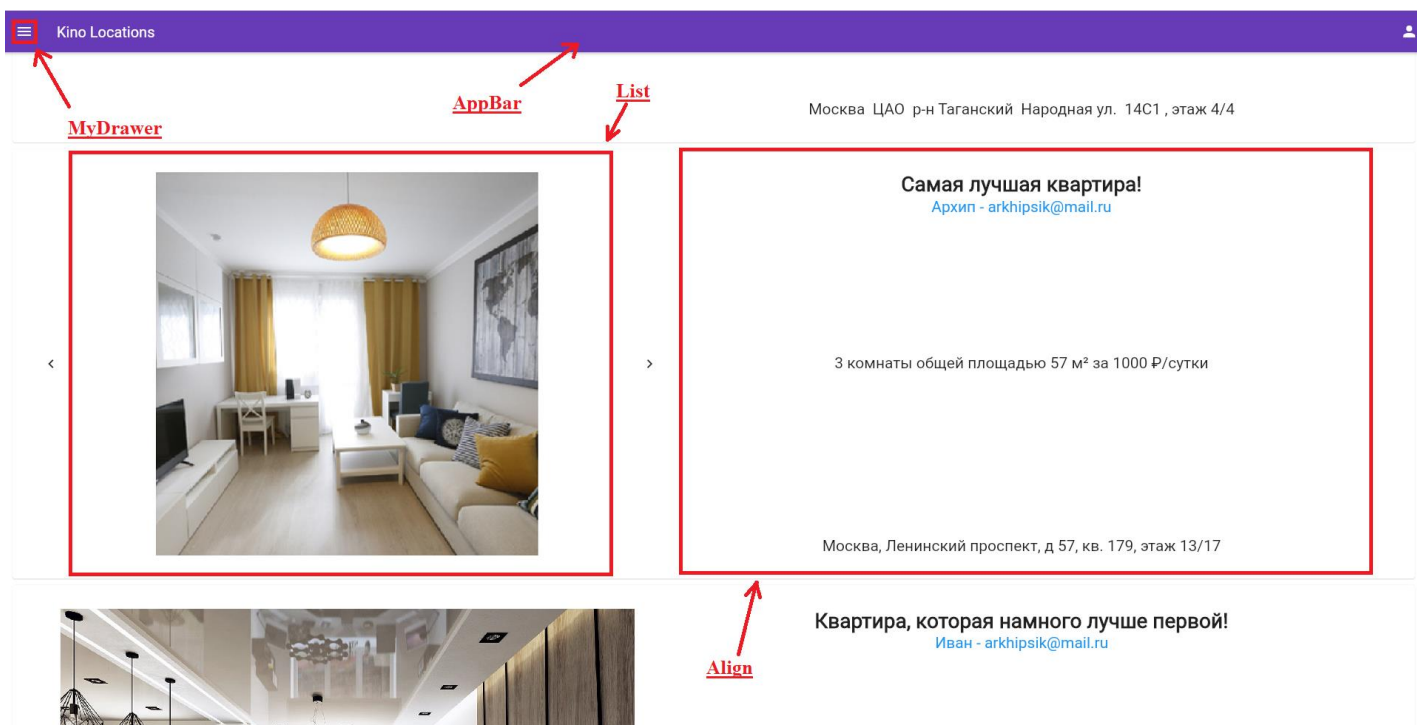 Kino Locations
AppBar
List
MyDrawer
Москва ЦАО р-н Таганский Народная ул. 14С1 , этаж 4/4
Самая лучшая квартира!
Архип - arkhipsik@mail.ru
3 комнаты общей площадью 57 м² за 1000 ₽/сутки
Москва, Ленинский проспект, д 57, кв. 179, этаж 13/17
Align
Квартира, которая намного лучше первой!
Иван - arkhipsik@mail.ru